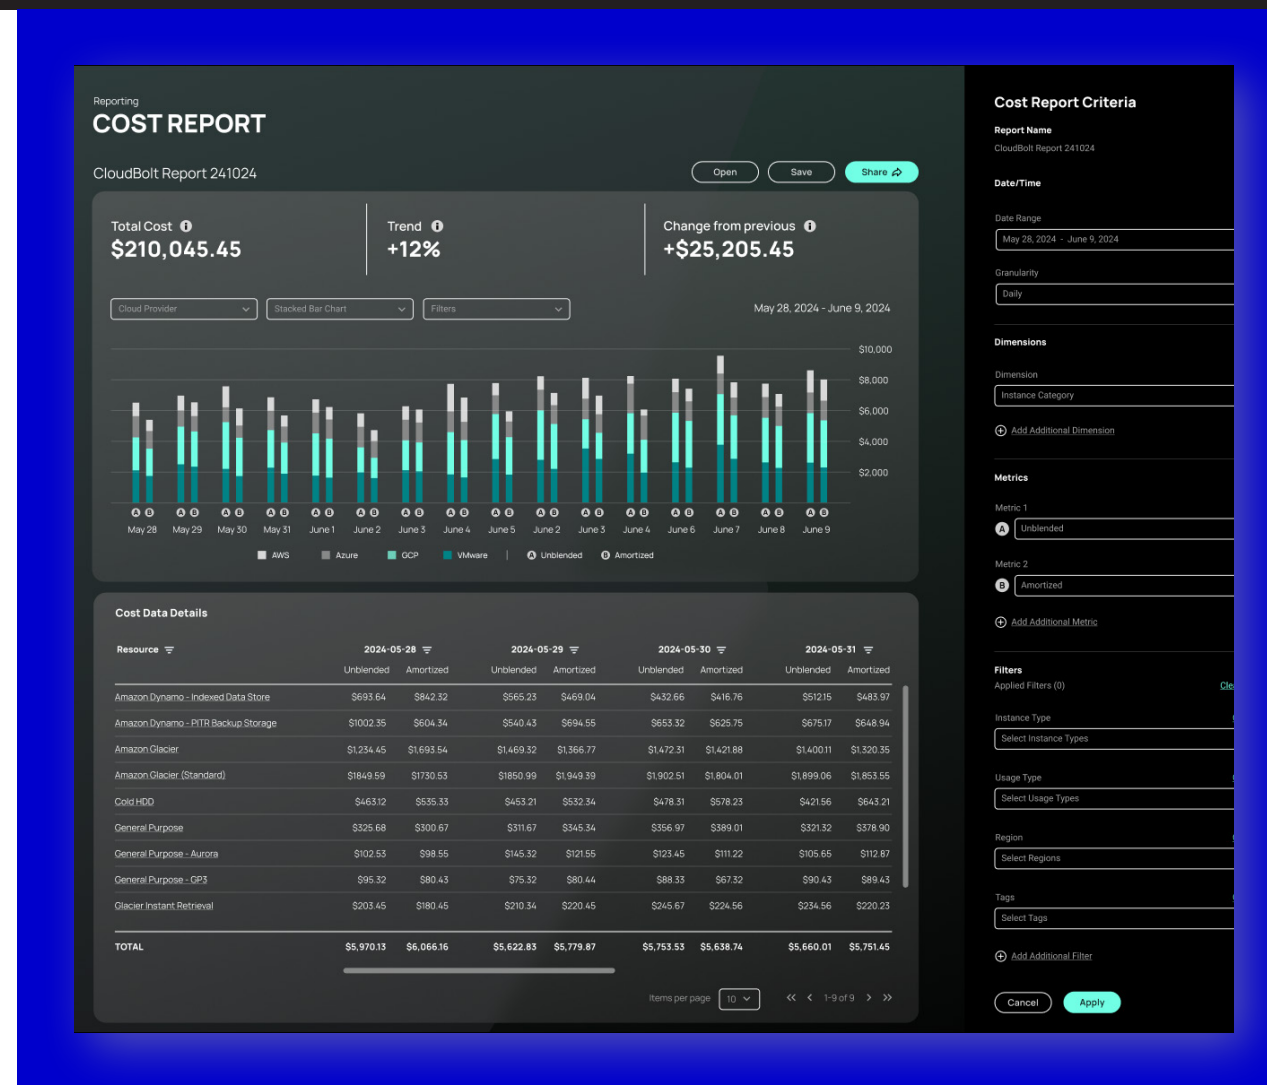 Reporting
COST REPORT
CloudBolt Report 241024
Open
Save
Share
Total Cost
$210,045.45
Trend
+12%
Change from previous
+$25,205.45
Cloud Provider
Stacked Bar Chart
Filters
May 28, 2024 - June 9, 2024
$10,000
$8,000
$6,000
$4,000
$2,000
A B A B A B A B A B A B A B A B A B A B A B A B A B A B A B A B
May 28 May 29 May 30 May 31 June 1 June 2 June 3 June 4 June 5 June 2 June 3 June 4 June 6 June 7 June 8 June 9
AWS Azure GCP VMware | A Unblended B Amortized
Cost Data Details
Resource 2024-05-28 2024-05-29 2024-05-30 2024-05-31
Unblended Amortized Unblended Amortized Unblended Amortized Unblended Amortized
Amazon Dynamo - Indexed Data Store $693.64 $842.32 $565.23 $469.04 $432.66 $416.76 $512.15 $483.97
Amazon Dynamo - PITR Backup Storage $1002.35 $604.34 $540.43 $694.55 $653.32 $625.75 $675.17 $648.94
Amazon Glacier $1,234.45 $1,693.54 $1,469.32 $1,366.77 $1,472.31 $1,421.88 $1,400.11 $1,320.35
Amazon Glacier (Standard) $1849.59 $1730.53 $1850.99 $1,949.39 $1,902.51 $1,804.01 $1,899.06 $1,853.55
Cold HDD $463.12 $535.33 $453.21 $532.34 $478.31 $578.23 $421.56 $643.21
General Purpose $325.68 $300.67 $311.67 $345.34 $356.97 $389.01 $321.32 $378.90
General Purpose - Aurora $102.53 $98.55 $145.32 $121.55 $123.45 $111.22 $105.65 $112.87
General Purpose - GP3 $95.32 $80.43 $75.32 $80.44 $88.33 $67.32 $90.43 $89.43
Glacier Instant Retrieval $203.45 $180.45 $210.34 $220.45 $245.67 $224.56 $234.56 $220.23
TOTAL $5,970.13 $6,066.16 $5,622.83 $5,779.87 $5,753.53 $5,638.74 $5,660.01 $5,751.45
Items per page 10 1-9 of 9
Cost Report Criteria
Report Name
CloudBolt Report 241024
Date/Time
Date Range
May 28, 2024 - June 9, 2024
Granularity
Daily
Dimensions
Dimension
Instance Category
Add Additional Dimension
Metrics
Metric 1
A Unblended
Metric 2
B Amortized
Add Additional Metric
Filters
Applied Filters (0)
Instance Type
Select Instance Types
Usage Type
Select Usage Types
Region
Select Regions
Tags
Select Tags
Add Additional Filter
Cancel
Apply